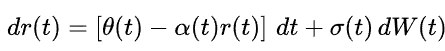 dr(t) = [θ(t) − α(t)r(t)] dt + σ(t) dW(t)